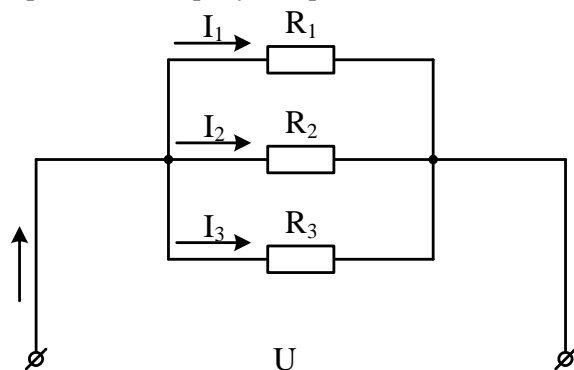 I₁ R₁
I₂ R₂
I₃ R₃
U